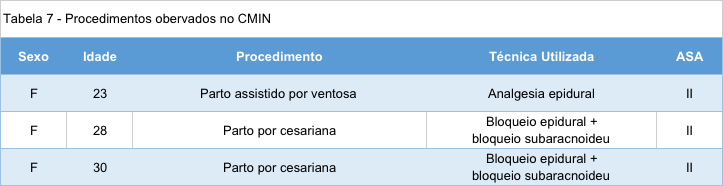 Tabela 7 - Procedimentos obervados no CMIN
Sexo Idade Procedimento Técnica Utilizada ASA
F 23 Parto assistido por ventosa Analgesia epidural II
F 28 Parto por cesariana Bloqueio epidural + bloqueio subaracnoideu II
F 30 Parto por cesariana Bloqueio epidural + bloqueio subaracnoideu II